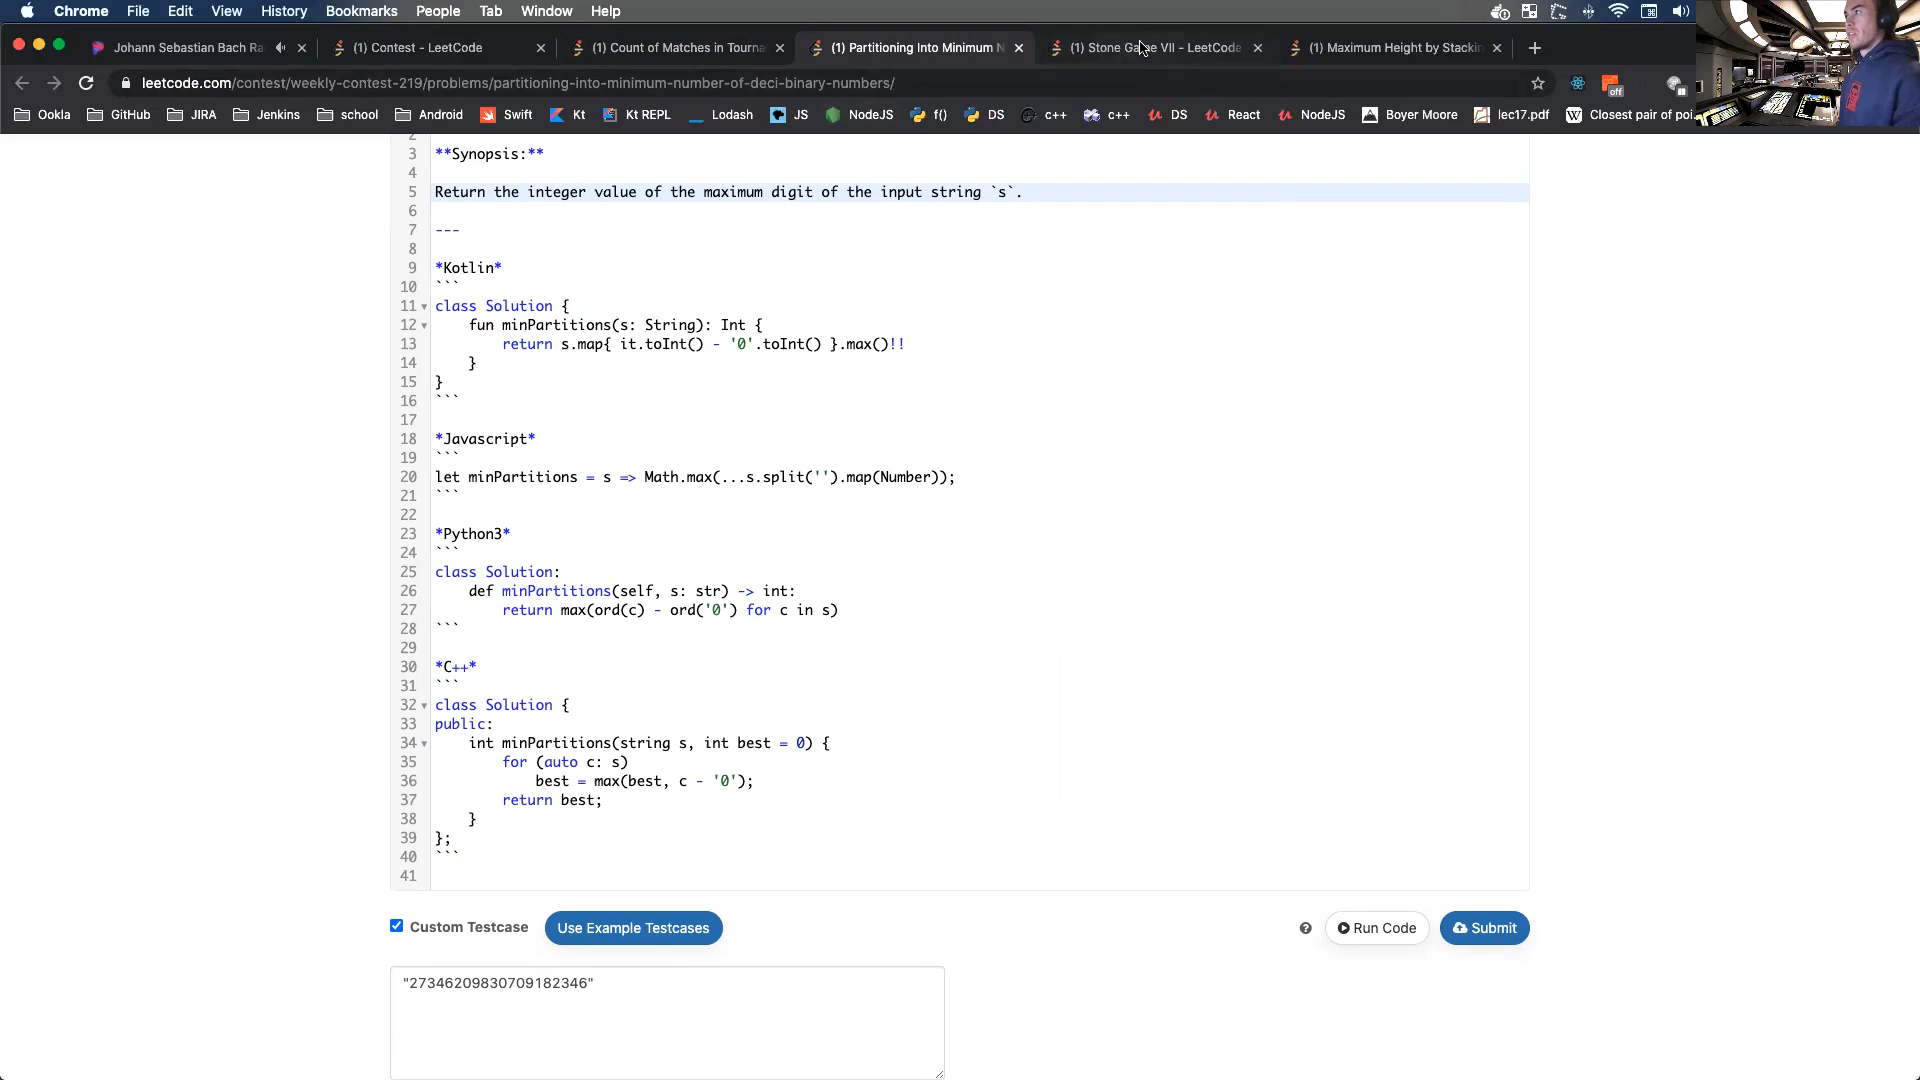 Chrome File Edit View History Bookmarks People Tab Window Help
Johann Sebastian Bach Ra
(1) Contest - LeetCode
(1) Count of Matches in Tourna
(1) Partitioning Into Minimum N
(1) Stone Game VII - LeetCode
(1) Maximum Height by Stackin
leetcode.com/contest/weekly-contest-219/problems/partitioning-into-minimum-number-of-deci-binary-numbers/
off
Ookla GitHub JIRA Jenkins school Android Swift Kt Kt REPL Lodash JS NodeJS f() DS c++ c++ DS React NodeJS Boyer Moore lec17.pdf Closest pair of poi
2
3 **Synopsis:**
4
5 Return the integer value of the maximum digit of the input string `s`.
6
7 ---
8
9 *Kotlin*
10 ```
11 class Solution {
12     fun minPartitions(s: String): Int {
13         return s.map{ it.toInt() - '0'.toInt() }.max()!!
14     }
15 }
16 ```
17
18 *Javascript*
19 ```
20 let minPartitions = s => Math.max(...s.split('').map(Number));
21 ```
22
23 *Python3*
24 ```
25 class Solution:
26     def minPartitions(self, s: str) -> int:
27         return max(ord(c) - ord('0') for c in s)
28 ```
29
30 *C++*
31 ```
32 class Solution {
33 public:
34     int minPartitions(string s, int best = 0) {
35         for (auto c: s)
36             best = max(best, c - '0');
37         return best;
38     }
39 };
40 ```
41
Custom Testcase Use Example Testcases Run Code Submit
"27346209830709182346"